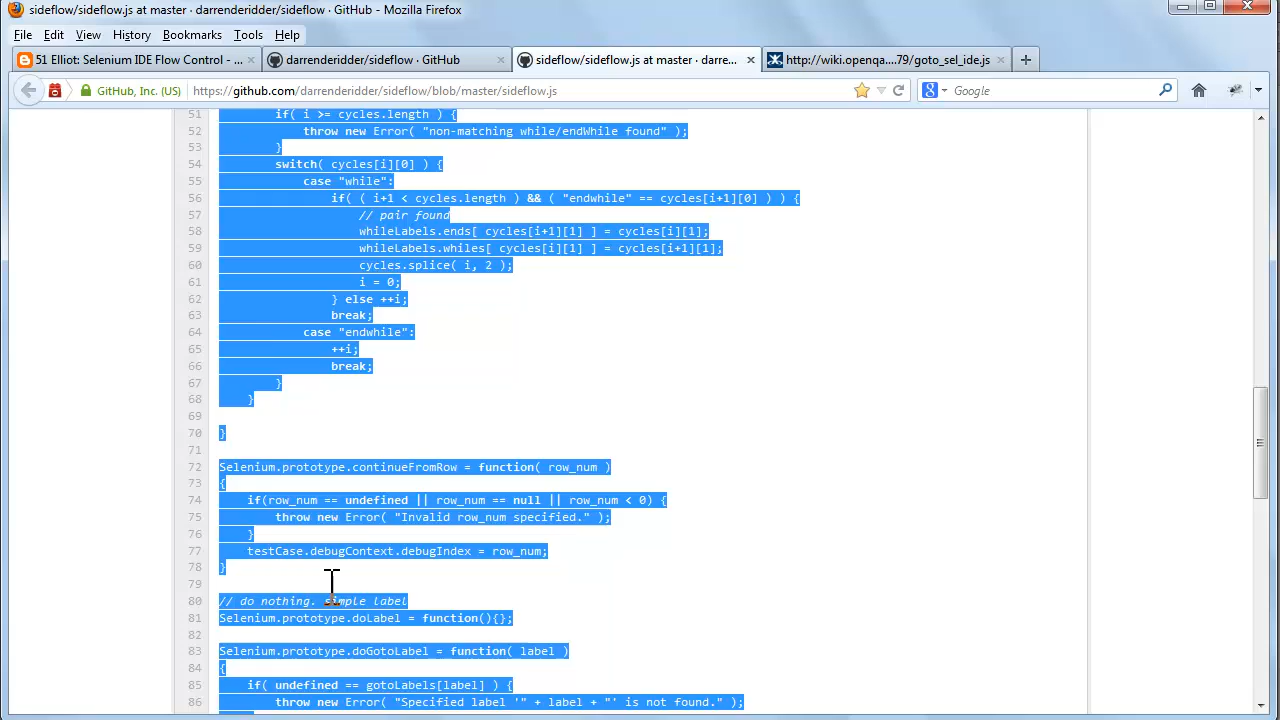 sideflow/sideflow.js at master · darrenderidder/sideflow · GitHub - Mozilla Firefox
File Edit View History Bookmarks Tools Help
51 Elliot: Selenium IDE Flow Control - ... × darrenderidder/sideflow · GitHub × sideflow/sideflow.js at master · darre... × http://wiki.openqa....79/goto_sel_ide.js ×
GitHub, Inc. (US) https://github.com/darrenderidder/sideflow/blob/master/sideflow.js Google
51 if( i >= cycles.length ) {
52 throw new Error( "non-matching while/endWhile found" );
53 }
54 switch( cycles[i][0] ) {
55 case "while":
56 if( ( i+1 < cycles.length ) && ( "endwhile" == cycles[i+1][0] ) ) {
57 // pair found
58 whileLabels.ends[ cycles[i+1][1] ] = cycles[i][1];
59 whileLabels.whiles[ cycles[i][1] ] = cycles[i+1][1];
60 cycles.splice( i, 2 );
61 i = 0;
62 } else ++i;
63 break;
64 case "endwhile":
65 ++i;
66 break;
67 }
68 }
69
70 }
71
72 Selenium.prototype.continueFromRow = function( row_num )
73 {
74 if(row_num == undefined || row_num == null || row_num < 0) {
75 throw new Error( "Invalid row_num specified." );
76 }
77 testCase.debugContext.debugIndex = row_num;
78 }
79
80 // do nothing. simple label
81 Selenium.prototype.doLabel = function(){};
82
83 Selenium.prototype.doGotoLabel = function( label )
84 {
85 if( undefined == gotoLabels[label] ) {
86 throw new Error( "Specified label '" + label + "' is not found." );